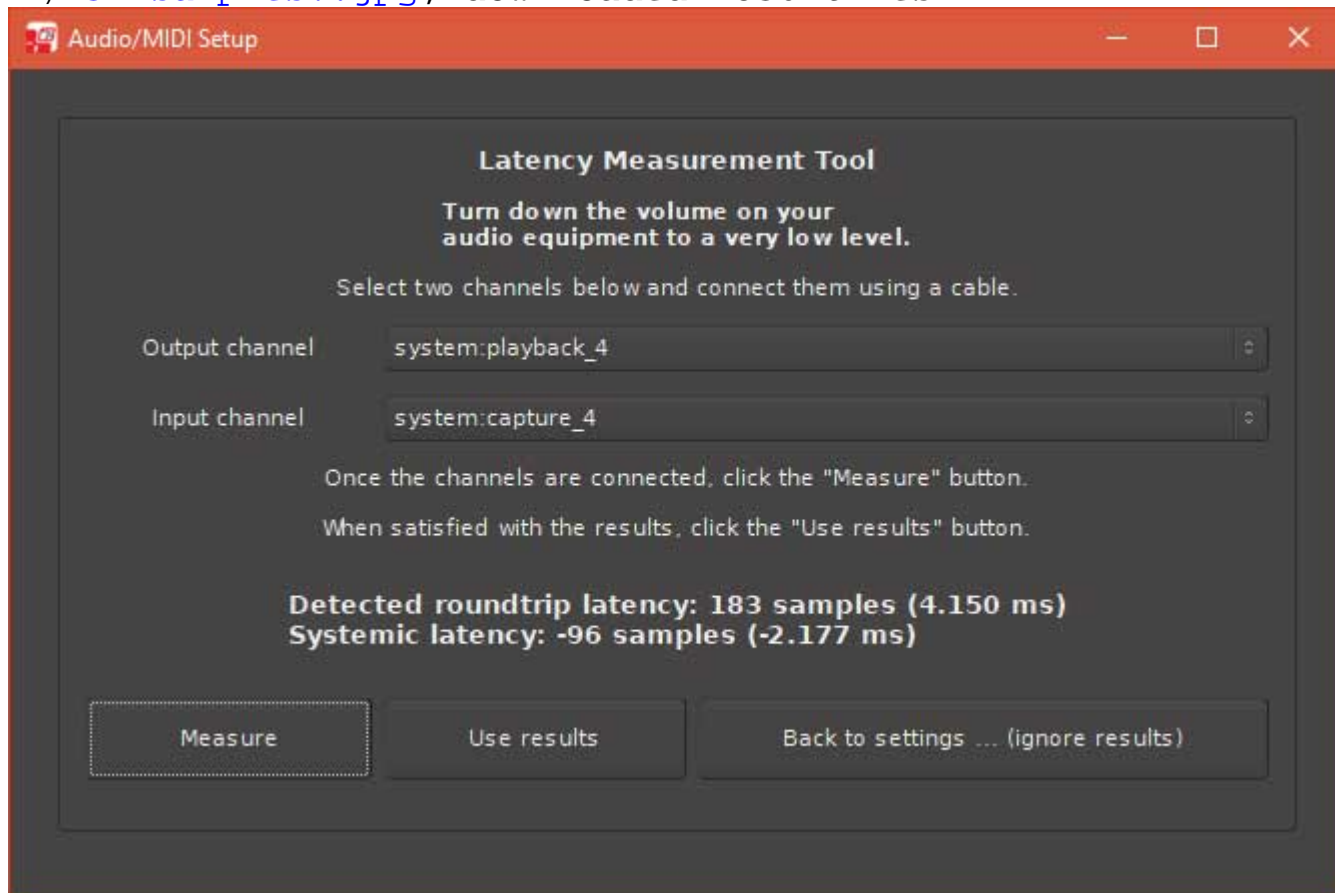 Audio/MIDI Setup
Latency Measurement Tool
Turn down the volume on your
audio equipment to a very low level.
Select two channels below and connect them using a cable.
Output channel system:playback_4
Input channel system:capture_4
Once the channels are connected, click the "Measure" button.
When satisfied with the results, click the "Use results" button.
Detected roundtrip latency: 183 samples (4.150 ms)
Systemic latency: -96 samples (-2.177 ms)
Measure Use results Back to settings ... (ignore results)